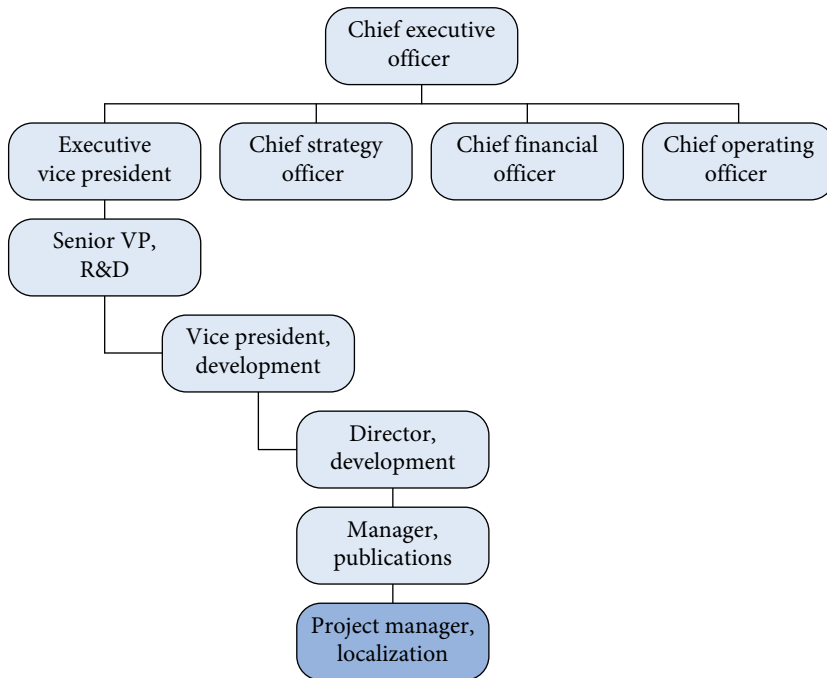 Chief executive
officer
Executive
vice president
Chief strategy
officer
Chief financial
officer
Chief operating
officer
Senior VP,
R&D
Vice president,
development
Director,
development
Manager,
publications
Project manager,
localization